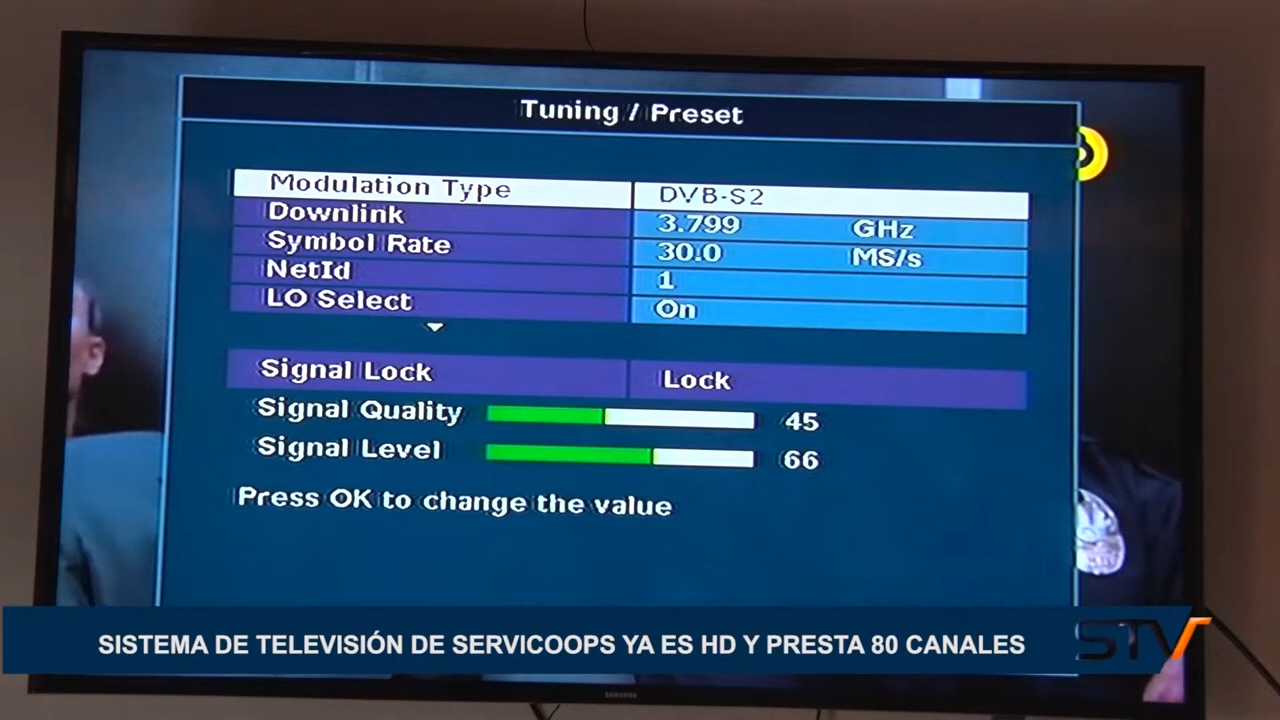 Tuning / Preset
Modulation Type DVB-S2
Downlink 3.799 GHz
Symbol Rate 30.0 MS/s
NetId 1
LO Select On
Signal Lock Lock
Signal Quality 45
Signal Level 66
Press OK to change the value
SISTEMA DE TELEVISIÓN DE SERVICOOPS YA ES HD Y PRESTA 80 CANALES
STV
SAMSUNG